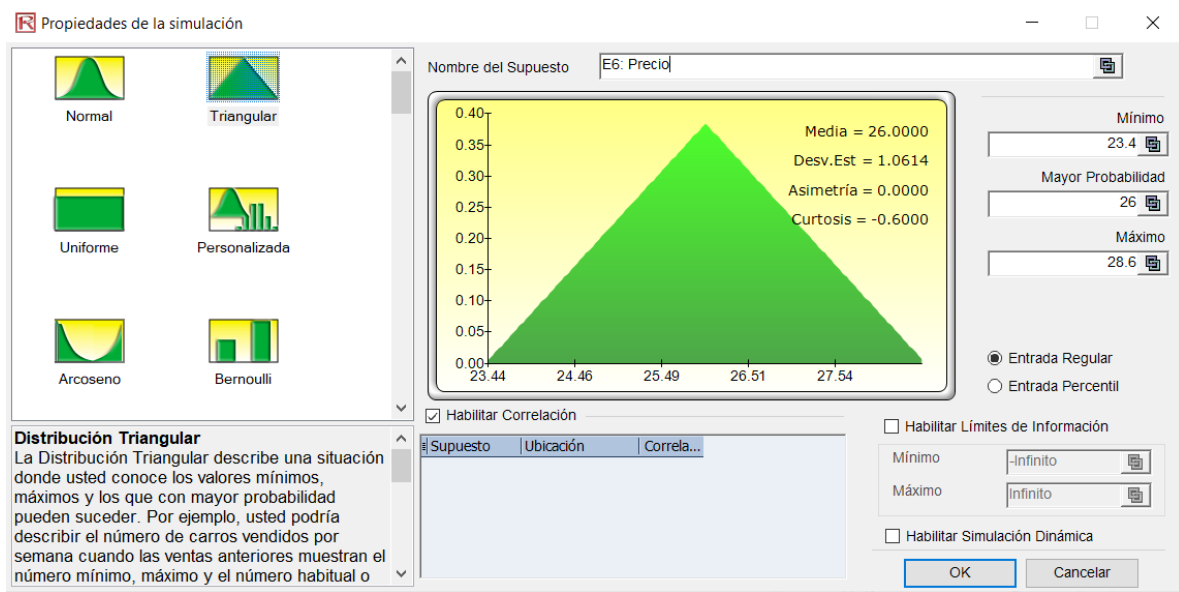 Propiedades de la simulación
Normal
Triangular
Uniforme
Personalizada
Arcoseno
Bernoulli
Distribución Triangular
La Distribución Triangular describe una situación
donde usted conoce los valores mínimos,
máximos y los que con mayor probabilidad
pueden suceder. Por ejemplo, usted podría
describir el número de carros vendidos por
semana cuando las ventas anteriores muestran el
número mínimo, máximo y el número habitual o
Nombre del Supuesto
E6: Precio
0.40
0.35
0.30
0.25
0.20
0.15
0.10
0.05
0.00
23.44 24.46 25.49 26.51 27.54
Media = 26.0000
Desv.Est = 1.0614
Asimetría = 0.0000
Curtosis = -0.6000
Mínimo
23.4
Mayor Probabilidad
26
Máximo
28.6
Entrada Regular
Entrada Percentil
Habilitar Correlación
Supuesto Ubicación Correla...
Habilitar Límites de Información
Mínimo -Infinito
Máximo Infinito
Habilitar Simulación Dinámica
OK Cancelar